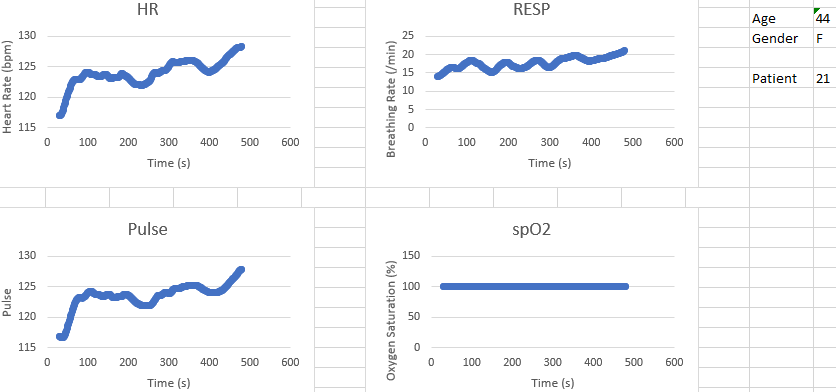 HR
130
125
120
115
Heart Rate (bpm)
0 100 200 300 400 500 600
Time (s)
RESP
25
20
15
10
5
0
Breathing Rate (/min)
0 100 200 300 400 500 600
Time (s)
Age 44
Gender F
Patient 21
Pulse
130
125
120
115
Pulse
0 100 200 300 400 500 600
Time (s)
spO2
150
100
50
0
Oxygen Saturation (%)
0 100 200 300 400 500 600
Time (s)